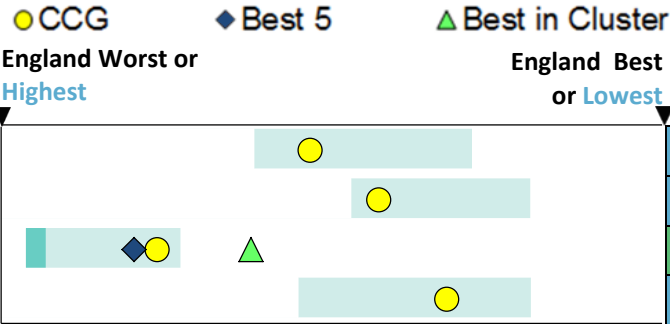 CCG Best 5 Best in Cluster
England Worst or
Highest
England Best
or Lowest